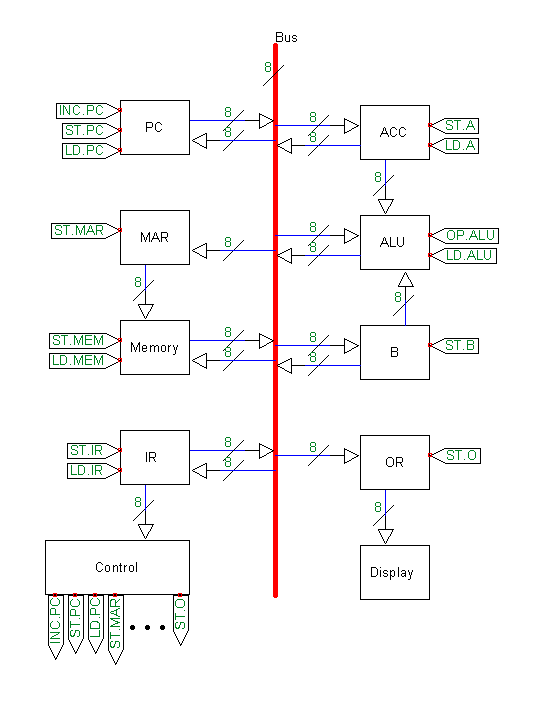 Bus
8
INC.PC
ST.PC
LD.PC
PC
8
8
8
8
ACC
ST.A
LD.A
8
ST.MAR
MAR
8
8
8
ALU
OP.ALU
LD.ALU
8
8
ST.MEM
LD.MEM
Memory
8
8
8
8
B
ST.B
ST.IR
LD.IR
IR
8
8
8
OR
ST.O
8
8
Control
Display
INC.PC
ST.PC
LD.PC
ST.MAR
ST.O